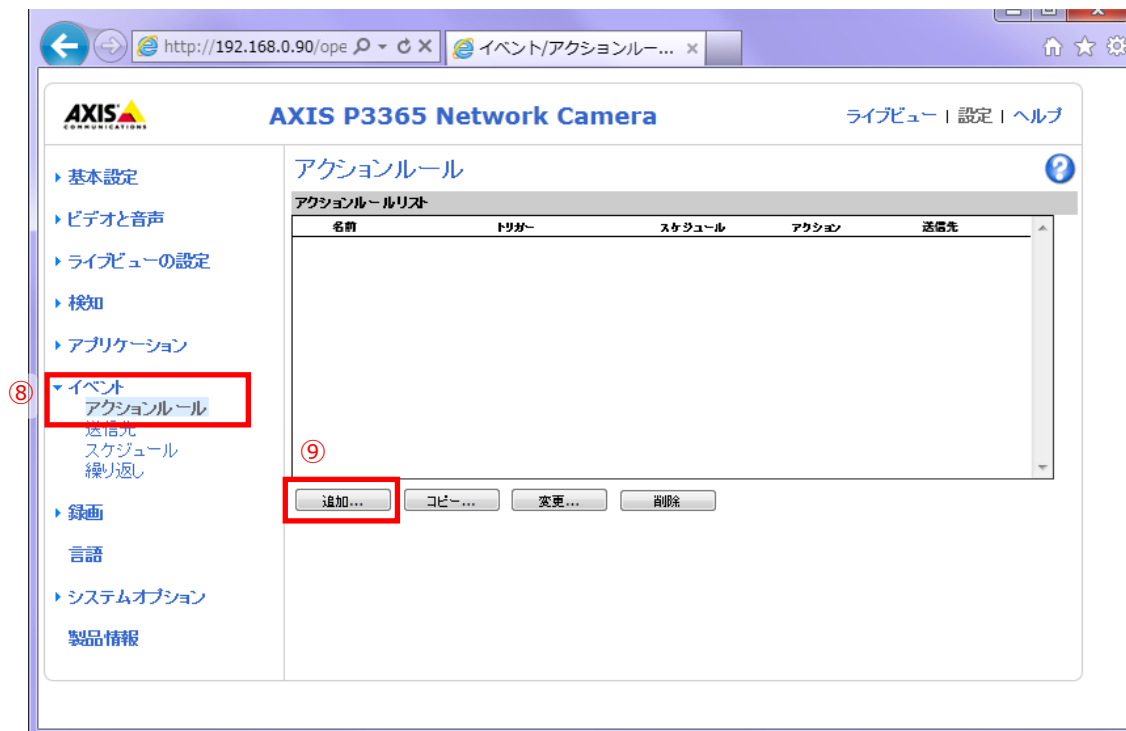 http://192.168.0.90/ope
イベント/アクションルー...
AXIS
COMMUNICATIONS
AXIS P3365 Network Camera
ライブビュー | 設定 | ヘルプ
基本設定
ビデオと音声
ライブビューの設定
検知
アプリケーション
⑧
イベント
アクションルール
送信先
スケジュール
繰り返し
録画
言語
システムオプション
製品情報
アクションルール
アクションルールリスト
名前 トリガー スケジュール アクション 送信先
⑨
追加... コピー... 変更... 削除